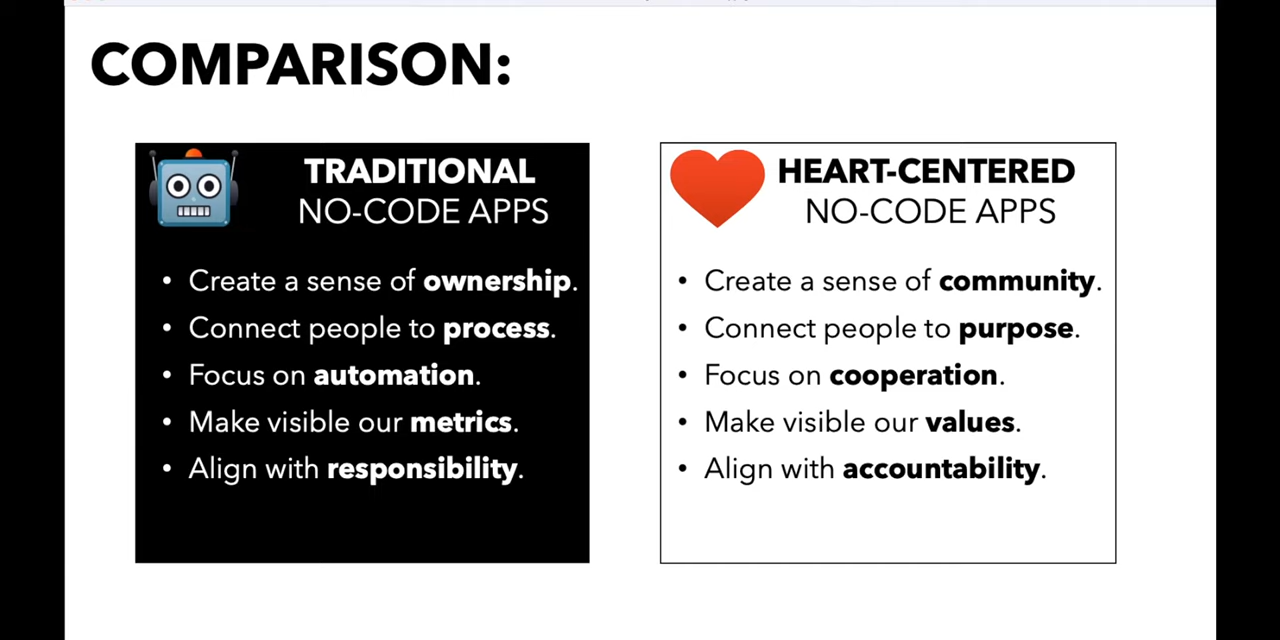 COMPARISON:
TRADITIONAL
NO-CODE APPS
• Create a sense of ownership.
• Connect people to process.
• Focus on automation.
• Make visible our metrics.
• Align with responsibility.
HEART-CENTERED
NO-CODE APPS
• Create a sense of community.
• Connect people to purpose.
• Focus on cooperation.
• Make visible our values.
• Align with accountability.